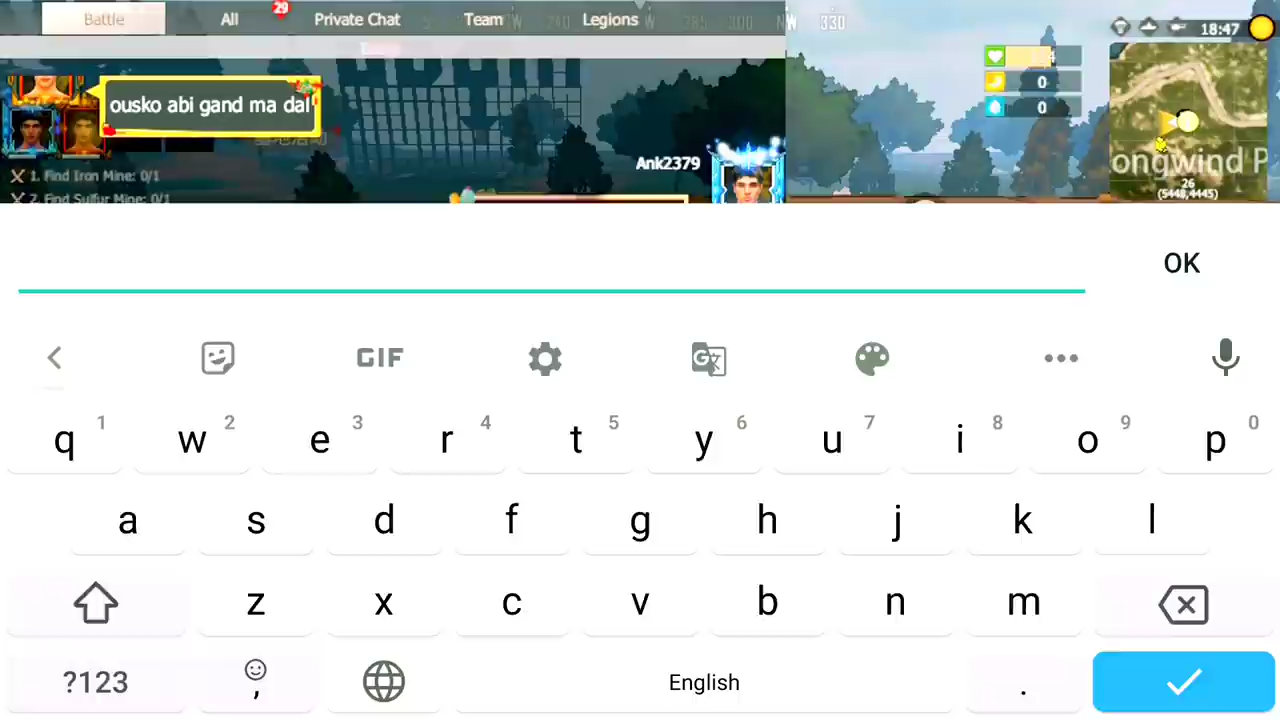 Battle All 29 Private Chat Team Legions
NW 330
18:47
ousko abi gand ma dal
0
0
Ank2379
1. Find Iron Mine: 0/1
2. Find Sulfur Mine: 0/1
ongwind P
26
(5448,4445)
OK
GIF
q 1 w 2 e 3 r 4 t 5 y 6 u 7 i 8 o 9 p 0
a s d f g h j k l
z x c v b n m
?123 , English .